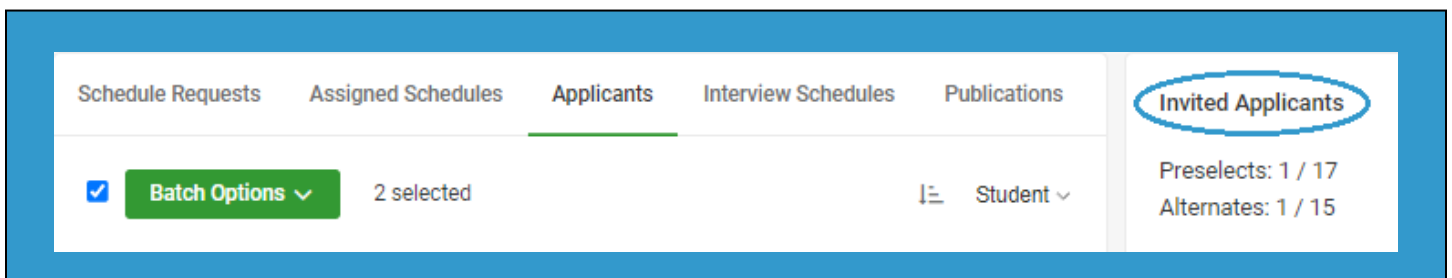 Schedule Requests Assigned Schedules Applicants Interview Schedules Publications
Batch Options 2 selected Student
Invited Applicants
Preselects: 1 / 17
Alternates: 1 / 15